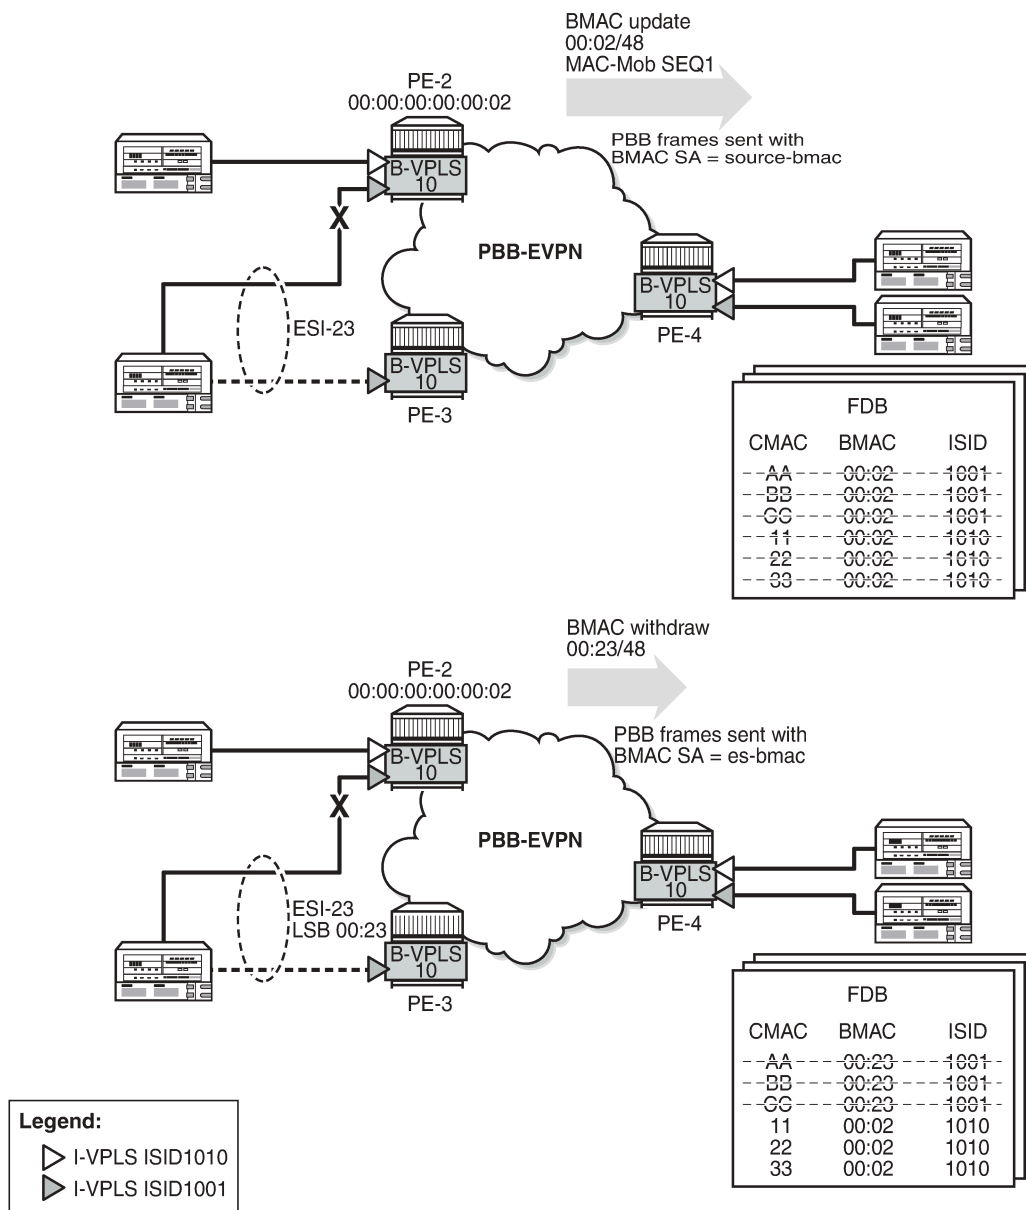 BMAC update
00:02/48
MAC-Mob SEQ1
PE-2
00:00:00:00:00:02
PBB frames sent with
BMAC SA = source-bmac
B-VPLS
10
X
PBB-EVPN
B-VPLS
10
ESI-23
PE-4
B-VPLS
10
PE-3
FDB
CMAC BMAC ISID
AA 00:02 1001
BB 00:02 1001
CC 00:02 1001
11 00:02 1010
22 00:02 1010
33 00:02 1010
BMAC withdraw
00:23/48
PE-2
00:00:00:00:00:02
PBB frames sent with
BMAC SA = es-bmac
B-VPLS
10
X
PBB-EVPN
B-VPLS
10
ESI-23
LSB 00:23
PE-4
B-VPLS
10
PE-3
FDB
CMAC BMAC ISID
AA 00:23 1001
BB 00:23 1001
CC 00:23 1001
11 00:02 1010
22 00:02 1010
33 00:02 1010
Legend:
I-VPLS ISID1010
I-VPLS ISID1001